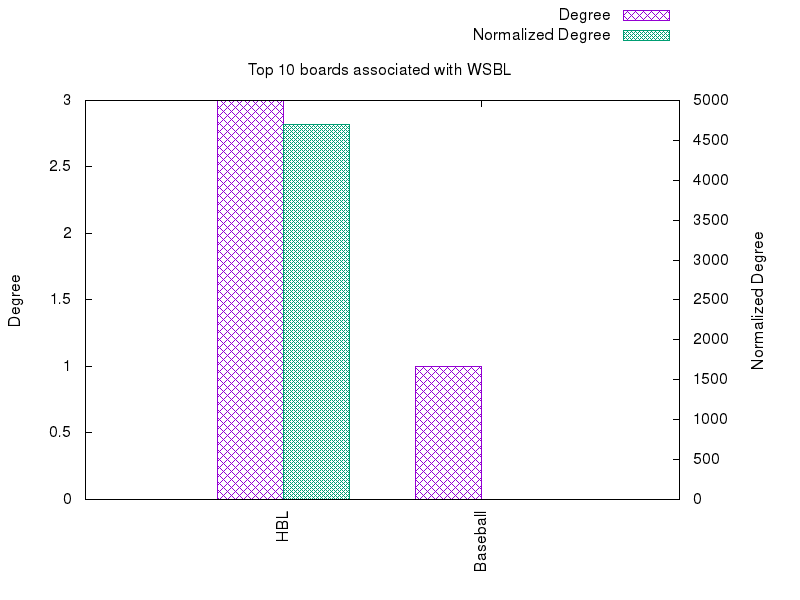 Degree
Normalized Degree
Top 10 boards associated with WSBL
3
2.5
2
1.5
1
0.5
0
5000
4500
4000
3500
3000
2500
2000
1500
1000
500
0
Degree
Normalized Degree
HBL
Baseball